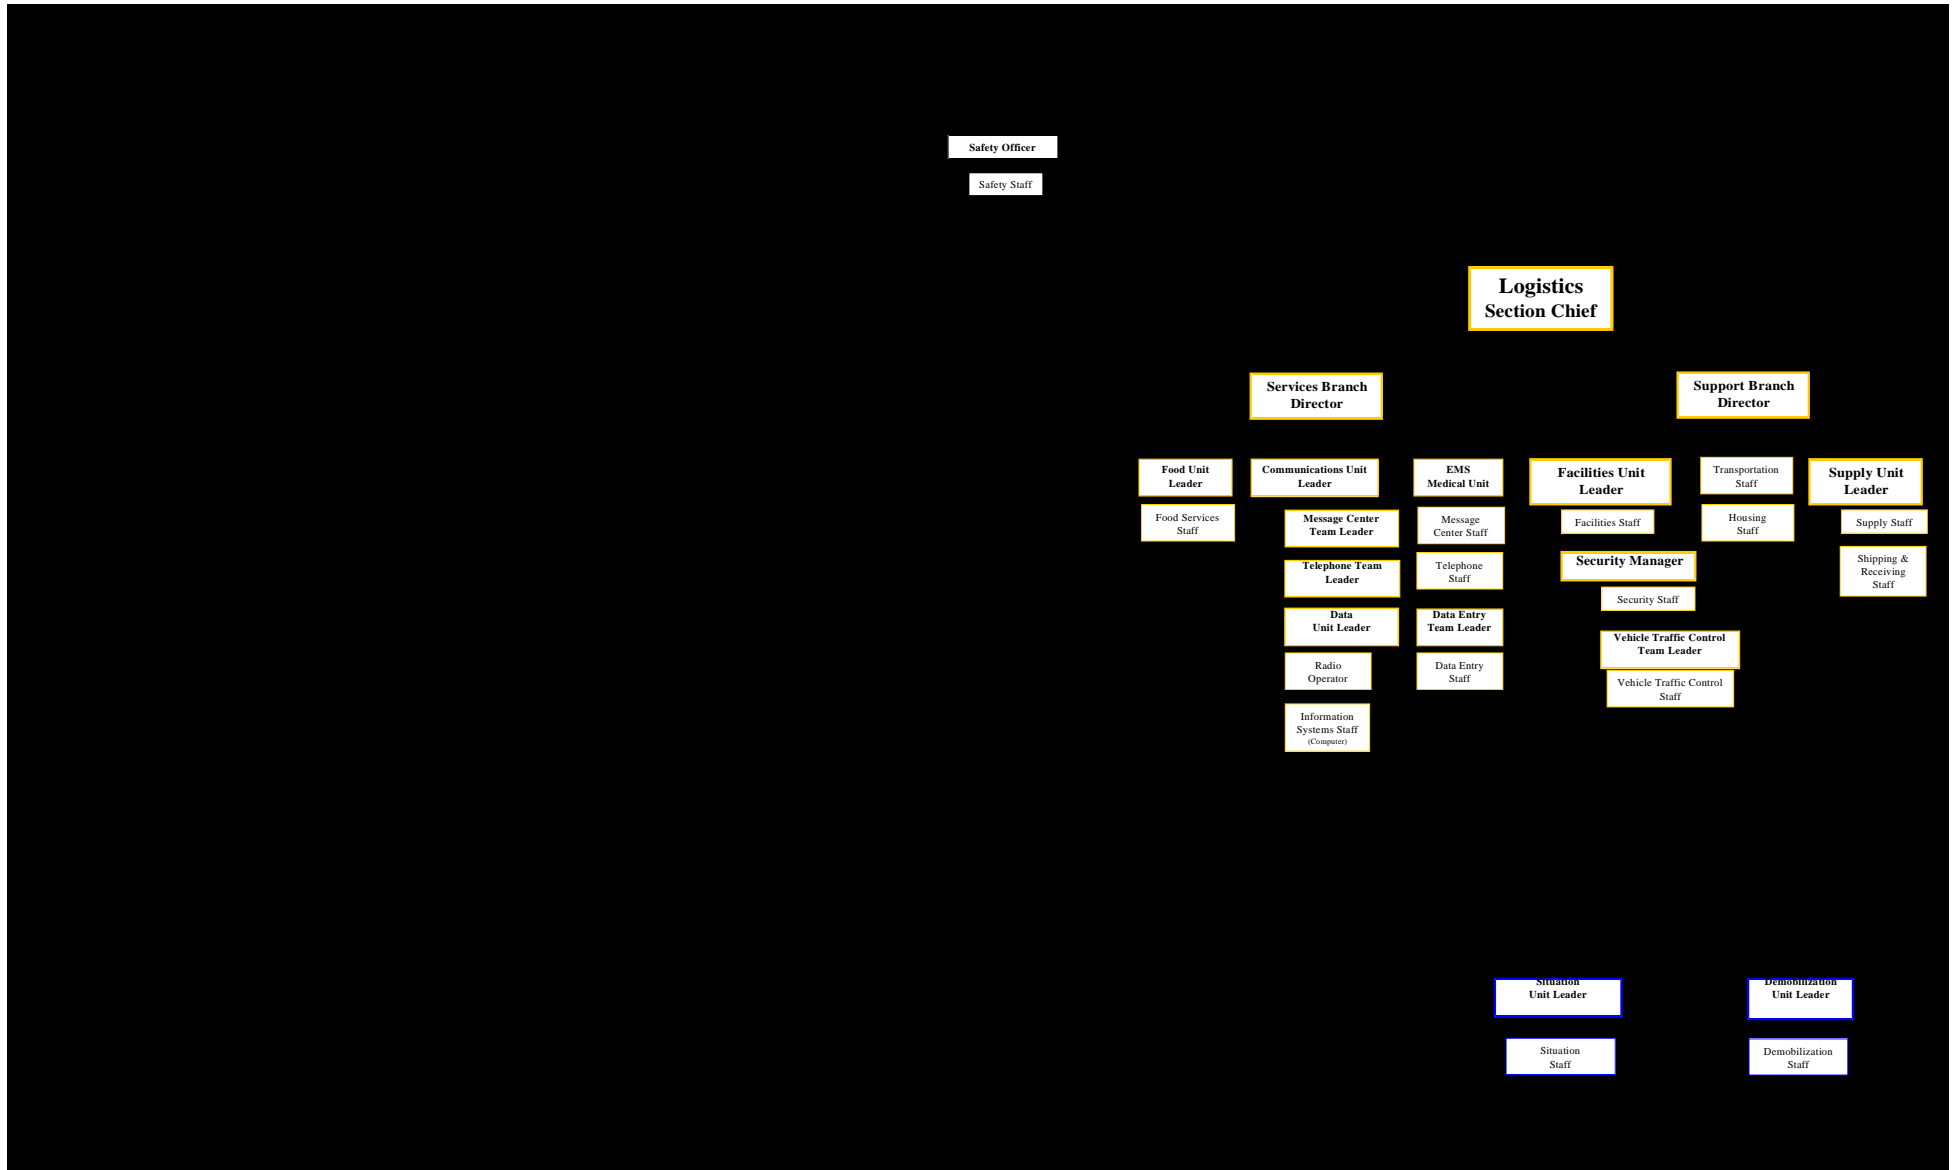 Safety Officer
Safety Staff
Logistics
Section Chief
Services Branch
Director
Support Branch
Director
Food Unit
Leader
Food Services
Staff
Communications Unit
Leader
Message Center
Team Leader
Telephone Team
Leader
Data
Unit Leader
Radio
Operator
Information
Systems Staff
(Computer)
EMS
Medical Unit
Message
Center Staff
Telephone
Staff
Data Entry
Team Leader
Data Entry
Staff
Facilities Unit
Leader
Facilities Staff
Security Manager
Security Staff
Vehicle Traffic Control
Team Leader
Vehicle Traffic Control
Staff
Transportation
Staff
Housing
Staff
Supply Unit
Leader
Supply Staff
Shipping &
Receiving
Staff
Situation
Unit Leader
Situation
Staff
Demobilization
Unit Leader
Demobilization
Staff